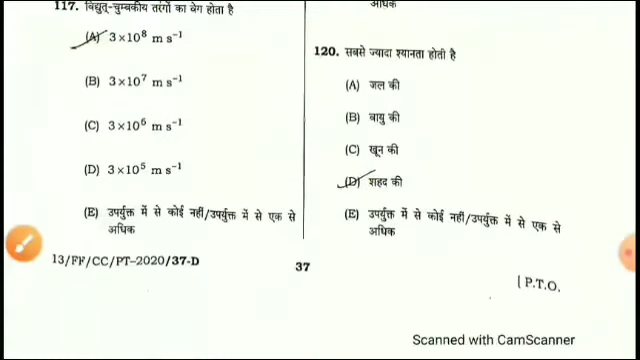 117. विद्युत्-चुम्बकीय तरंगों का वेग होता है
(A) 3×10⁸ m s⁻¹
(B) 3×10⁷ m s⁻¹
(C) 3×10⁶ m s⁻¹
(D) 3×10⁵ m s⁻¹
(E) उपर्युक्त में से कोई नहीं/उपर्युक्त में से एक से
अधिक
13/FF/CC/PT–2020/37-D
37
अधिक
120. सबसे ज्यादा श्यानता होती है
(A) जल की
(B) वायु की
(C) खून की
(D) शहद की
(E) उपर्युक्त में से कोई नहीं/उपर्युक्त में से एक से
अधिक
[ P.T.O.
Scanned with CamScanner